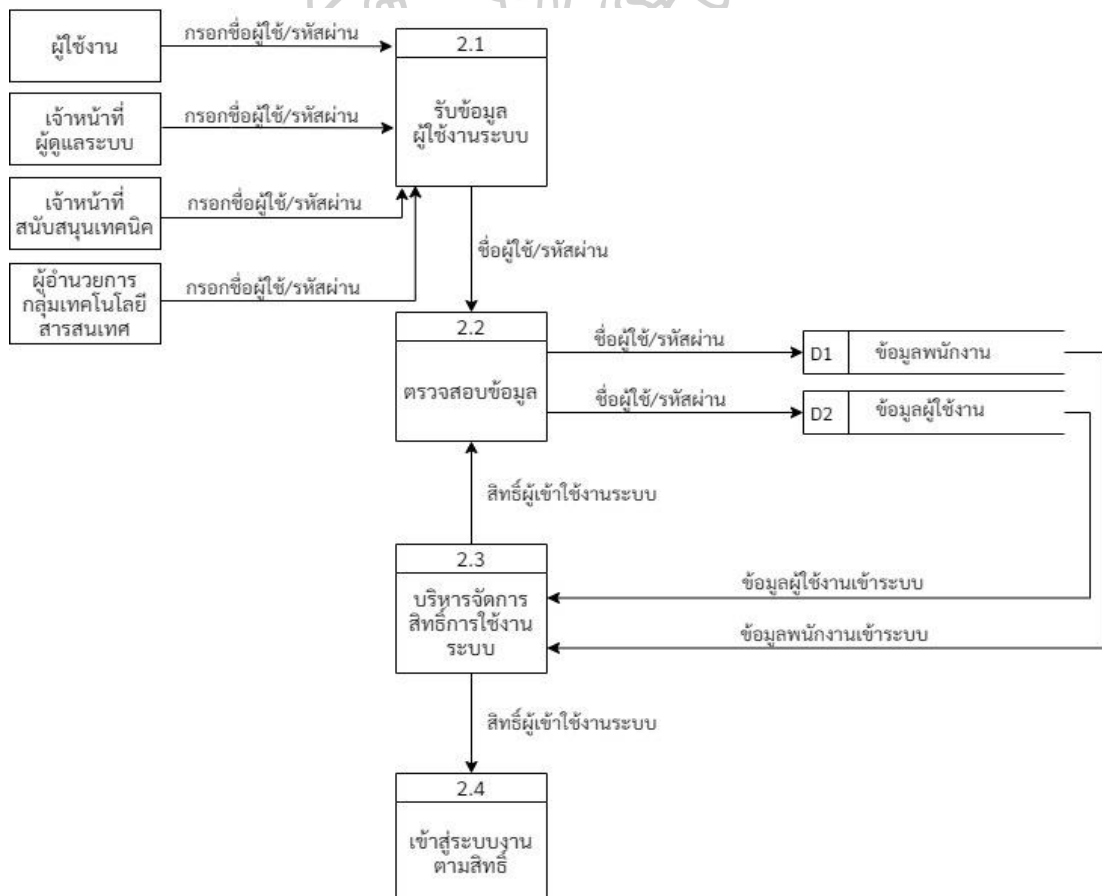 ผู้ใช้งาน
กรอกชื่อผู้ใช้/รหัสผ่าน
2.1
รับข้อมูล
ผู้ใช้งานระบบ
เจ้าหน้าที่
ผู้ดูแลระบบ
กรอกชื่อผู้ใช้/รหัสผ่าน
เจ้าหน้าที่
สนับสนุนเทคนิค
กรอกชื่อผู้ใช้/รหัสผ่าน
ผู้อำนวยการ
กลุ่มเทคโนโลยี
สารสนเทศ
กรอกชื่อผู้ใช้/รหัสผ่าน
ชื่อผู้ใช้/รหัสผ่าน
2.2
ตรวจสอบข้อมูล
ชื่อผู้ใช้/รหัสผ่าน
D1 ข้อมูลพนักงาน
ชื่อผู้ใช้/รหัสผ่าน
D2 ข้อมูลผู้ใช้งาน
สิทธิ์ผู้เข้าใช้งานระบบ
2.3
บริหารจัดการ
สิทธิ์การใช้งาน
ระบบ
ข้อมูลผู้ใช้งานเข้าระบบ
ข้อมูลพนักงานเข้าระบบ
สิทธิ์ผู้เข้าใช้งานระบบ
2.4
เข้าสู่ระบบงาน
ตามสิทธิ์